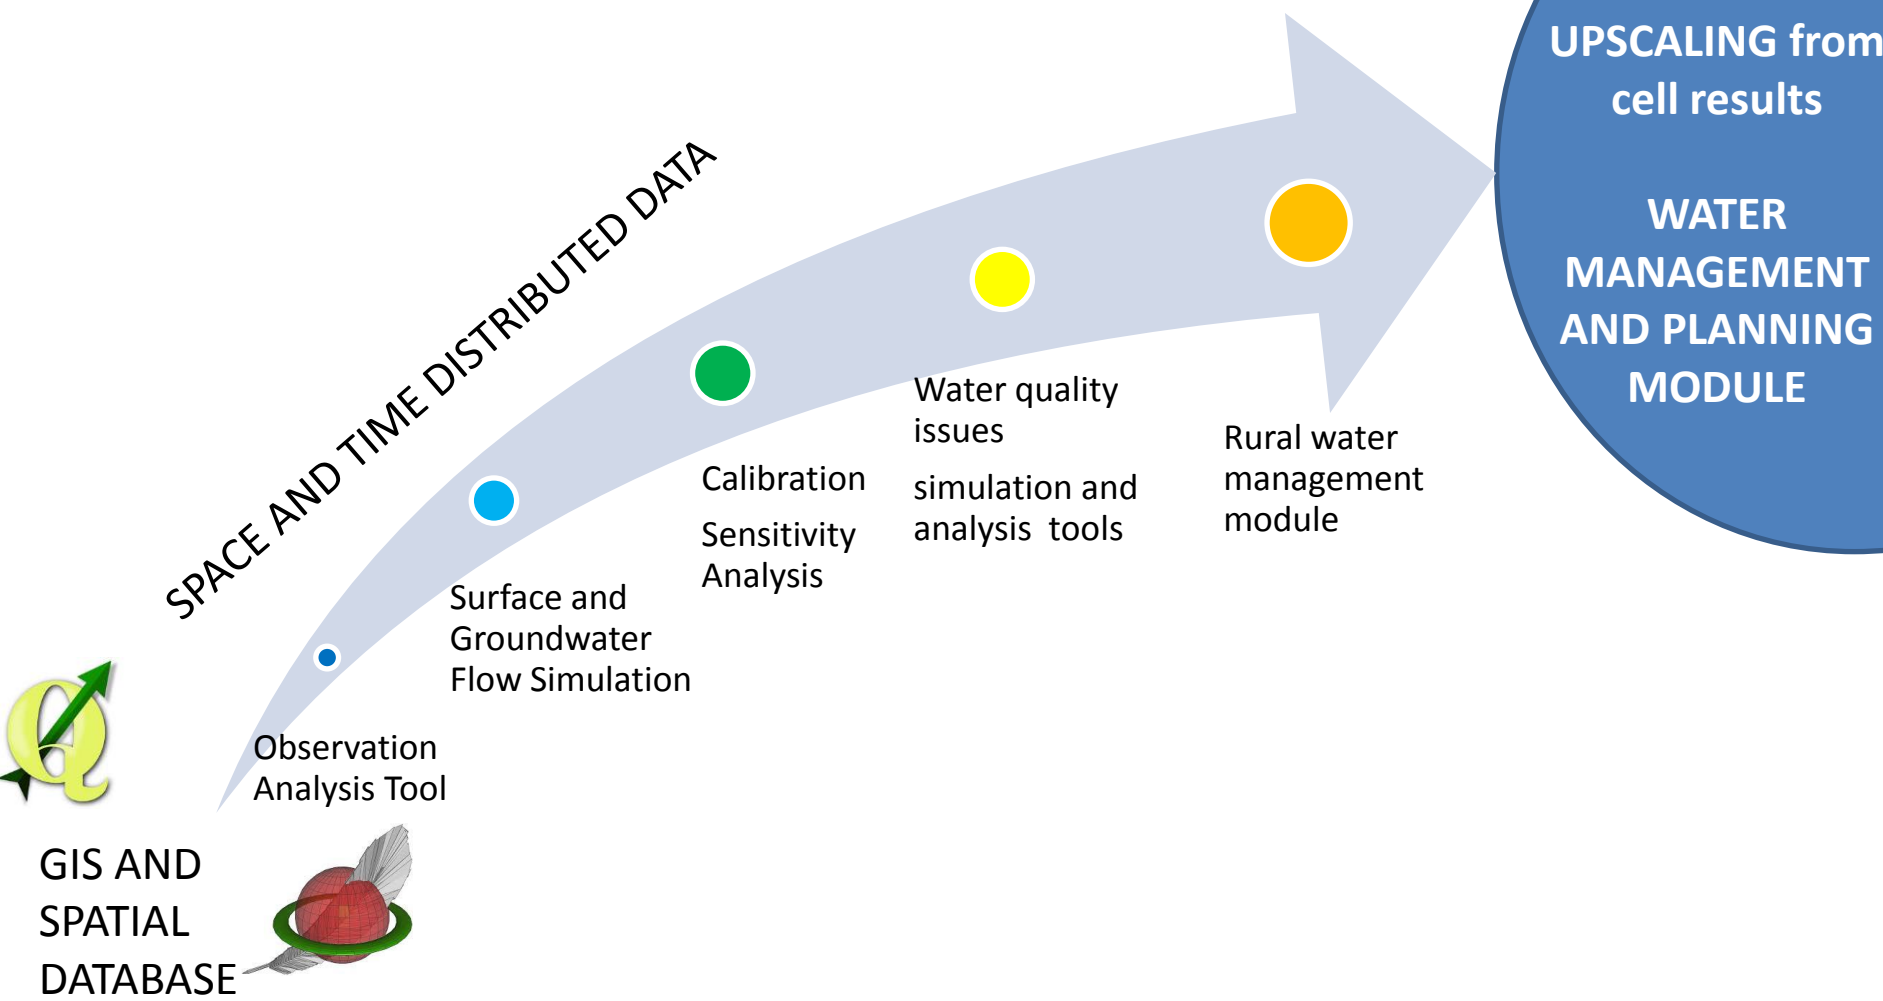 UPSCALING from
cell results
WATER
MANAGEMENT
AND PLANNING
MODULE
SPACE AND TIME DISTRIBUTED DATA
Water quality
issues
simulation and
analysis tools
Rural water
management
module
Calibration
Sensitivity
Analysis
Surface and
Groundwater
Flow Simulation
Observation
Analysis Tool
GIS AND
SPATIAL
DATABASE